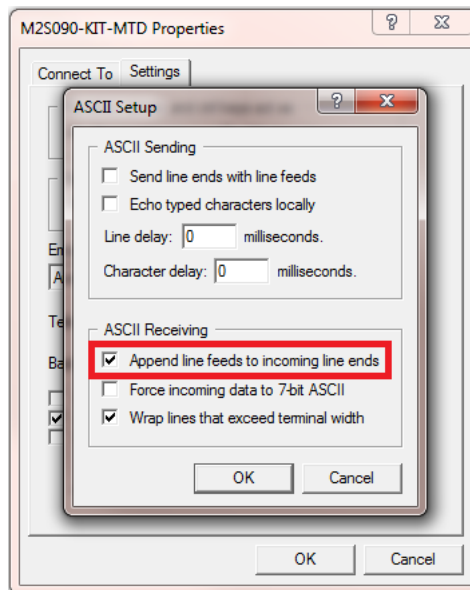 M2S090-KIT-MTD Properties
Connect To Settings
ASCII Setup
ASCII Sending
Send line ends with line feeds
Echo typed characters locally
Line delay: 0 milliseconds.
Character delay: 0 milliseconds.
ASCII Receiving
Append line feeds to incoming line ends
Force incoming data to 7-bit ASCII
Wrap lines that exceed terminal width
OK Cancel
OK Cancel